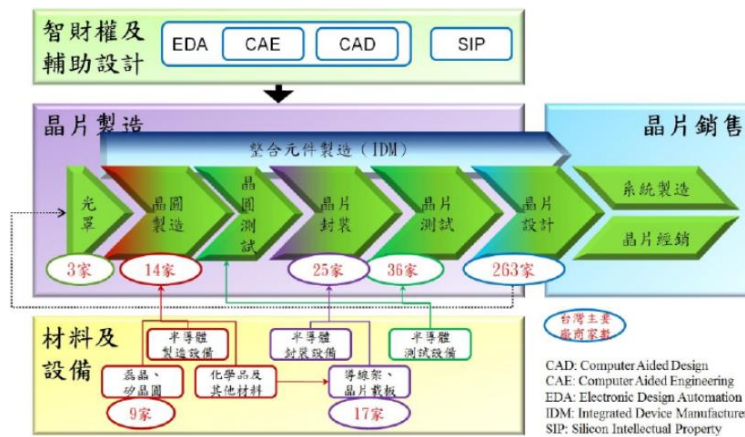 智財權及
輔助設計
EDA
CAE
CAD
SIP
晶片製造
晶片銷售
整合元件製造 (IDM)
光
罩
晶圓
製造
晶
圓
測
試
晶片
封裝
晶片
測試
晶片
設計
系統製造
晶片經銷
3家
14家
25家
36家
263家
材料及
設備
半導體
製造設備
半導體
封裝設備
半導體
測試設備
磊晶、
矽晶圓
化學品及
其他材料
導線架、
晶片載板
9家
17家
台灣主要
廠商家數
CAD: Computer Aided Design
CAE: Computer Aided Engineering
EDA: Electronic Design Automation
IDM: Integrated Device Manufacturer
SIP: Silicon Intellectual Property